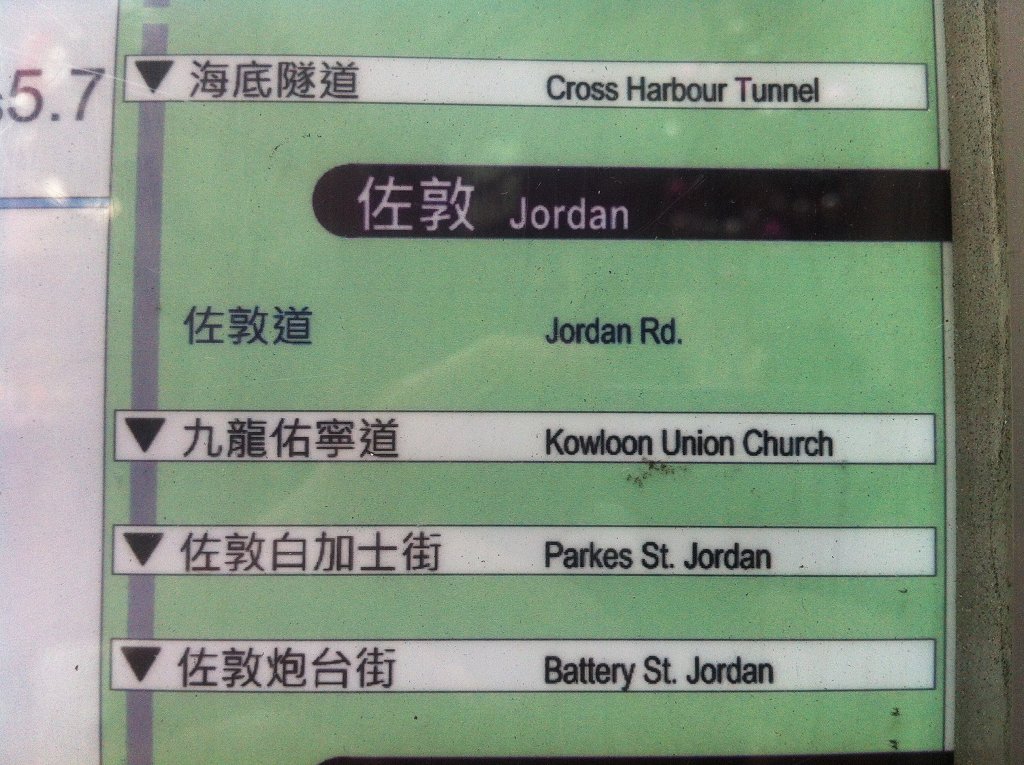 $5.7
海底隧道 Cross Harbour Tunnel
佐敦 Jordan
佐敦道 Jordan Rd.
九龍佑寧道 Kowloon Union Church
佐敦白加士街 Parkes St. Jordan
佐敦炮台街 Battery St. Jordan